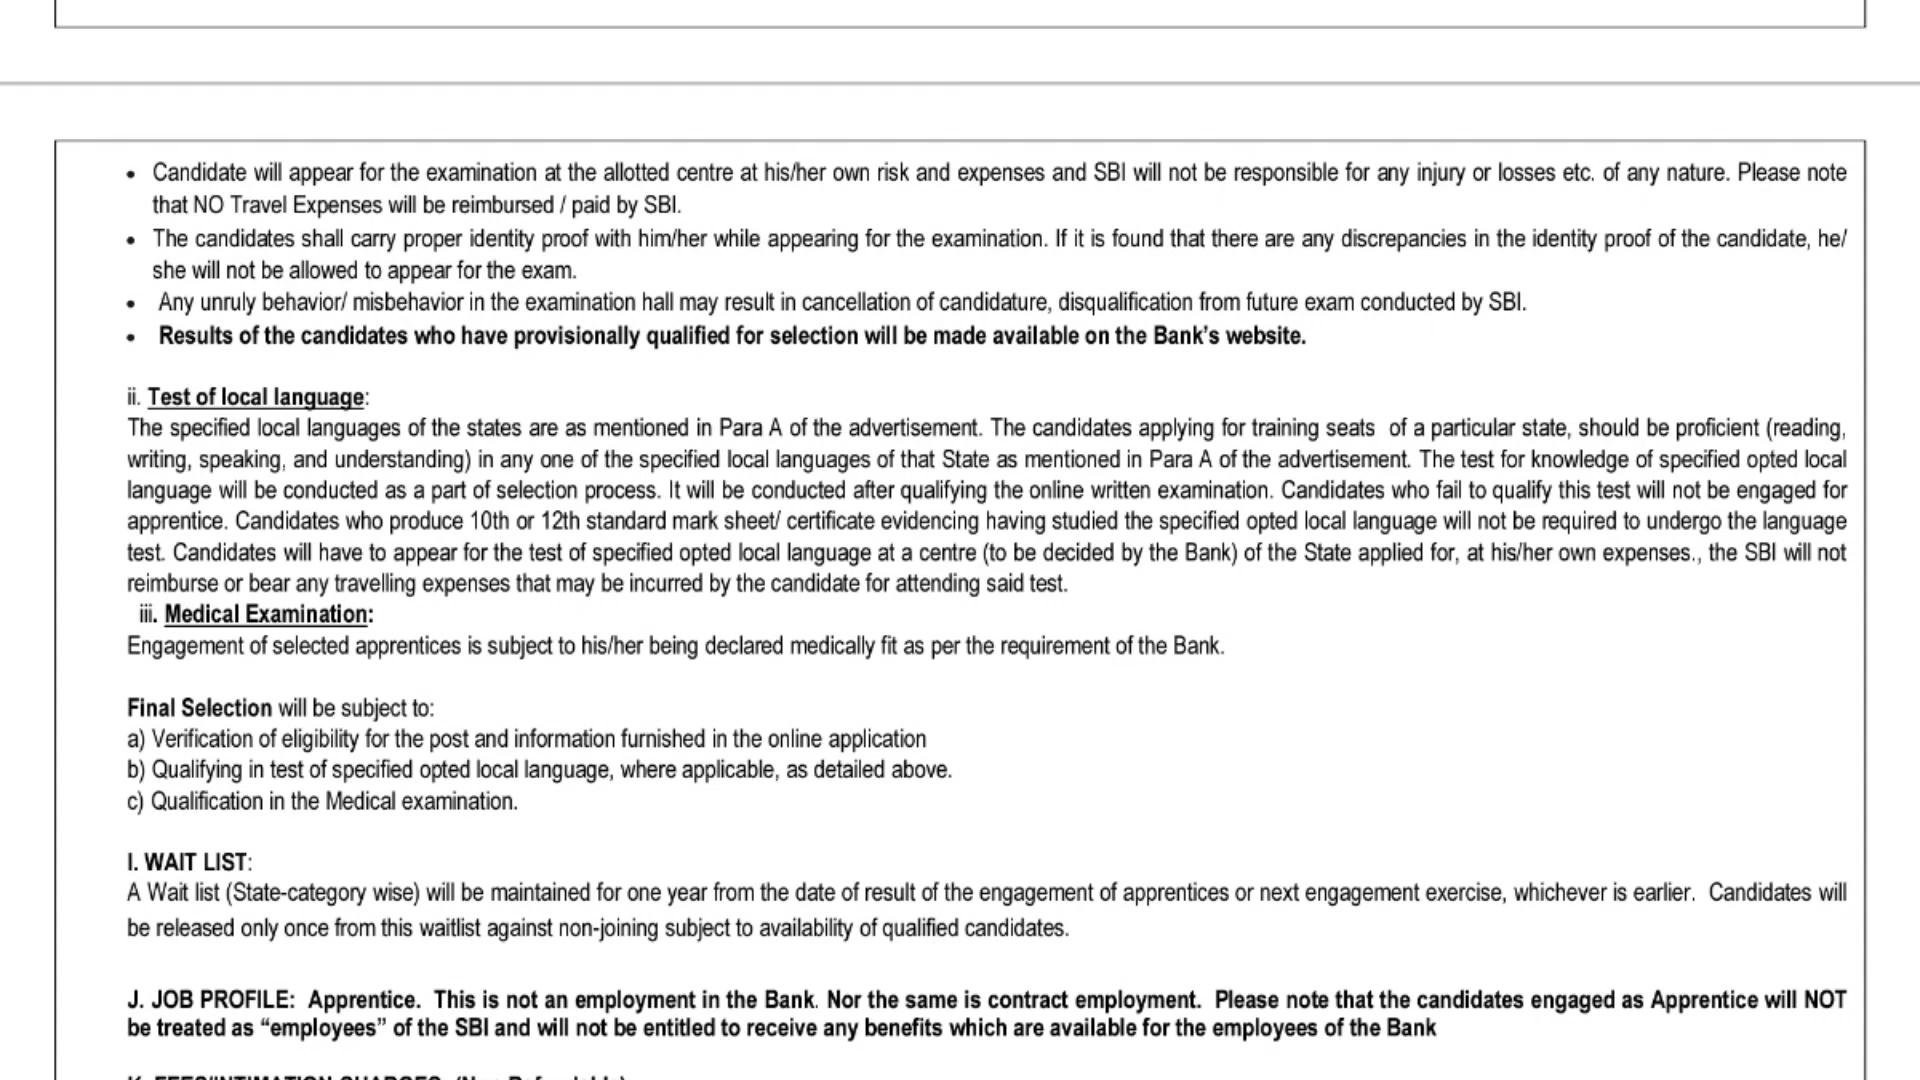 • Candidate will appear for the examination at the allotted centre at his/her own risk and expenses and SBI will not be responsible for any injury or losses etc. of any nature. Please note
that NO Travel Expenses will be reimbursed / paid by SBI.
• The candidates shall carry proper identity proof with him/her while appearing for the examination. If it is found that there are any discrepancies in the identity proof of the candidate, he/
she will not be allowed to appear for the exam.
• Any unruly behavior/ misbehavior in the examination hall may result in cancellation of candidature, disqualification from future exam conducted by SBI.
• Results of the candidates who have provisionally qualified for selection will be made available on the Bank’s website.
ii. Test of local language:
The specified local languages of the states are as mentioned in Para A of the advertisement. The candidates applying for training seats of a particular state, should be proficient (reading,
writing, speaking, and understanding) in any one of the specified local languages of that State as mentioned in Para A of the advertisement. The test for knowledge of specified opted local
language will be conducted as a part of selection process. It will be conducted after qualifying the online written examination. Candidates who fail to qualify this test will not be engaged for
apprentice. Candidates who produce 10th or 12th standard mark sheet/ certificate evidencing having studied the specified opted local language will not be required to undergo the language
test. Candidates will have to appear for the test of specified opted local language at a centre (to be decided by the Bank) of the State applied for, at his/her own expenses., the SBI will not
reimburse or bear any travelling expenses that may be incurred by the candidate for attending said test.
iii. Medical Examination:
Engagement of selected apprentices is subject to his/her being declared medically fit as per the requirement of the Bank.
Final Selection will be subject to:
a) Verification of eligibility for the post and information furnished in the online application
b) Qualifying in test of specified opted local language, where applicable, as detailed above.
c) Qualification in the Medical examination.
I. WAIT LIST:
A Wait list (State-category wise) will be maintained for one year from the date of result of the engagement of apprentices or next engagement exercise, whichever is earlier. Candidates will
be released only once from this waitlist against non-joining subject to availability of qualified candidates.
J. JOB PROFILE: Apprentice. This is not an employment in the Bank. Nor the same is contract employment. Please note that the candidates engaged as Apprentice will NOT
be treated as “employees” of the SBI and will not be entitled to receive any benefits which are available for the employees of the Bank
K. FEES/INTIMATION CHARGES: (Non Refundable)